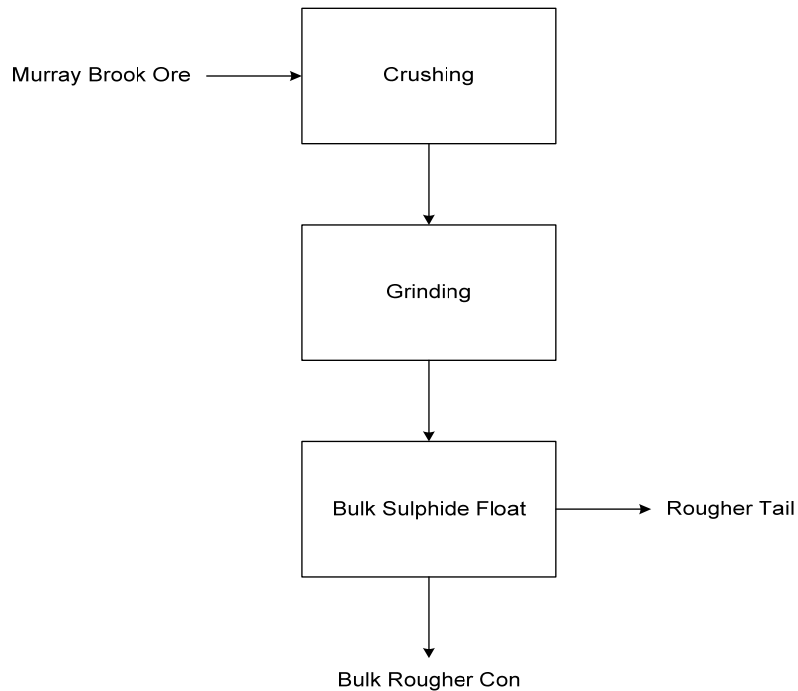 Murray Brook Ore
Crushing
Grinding
Bulk Sulphide Float
Rougher Tail
Bulk Rougher Con